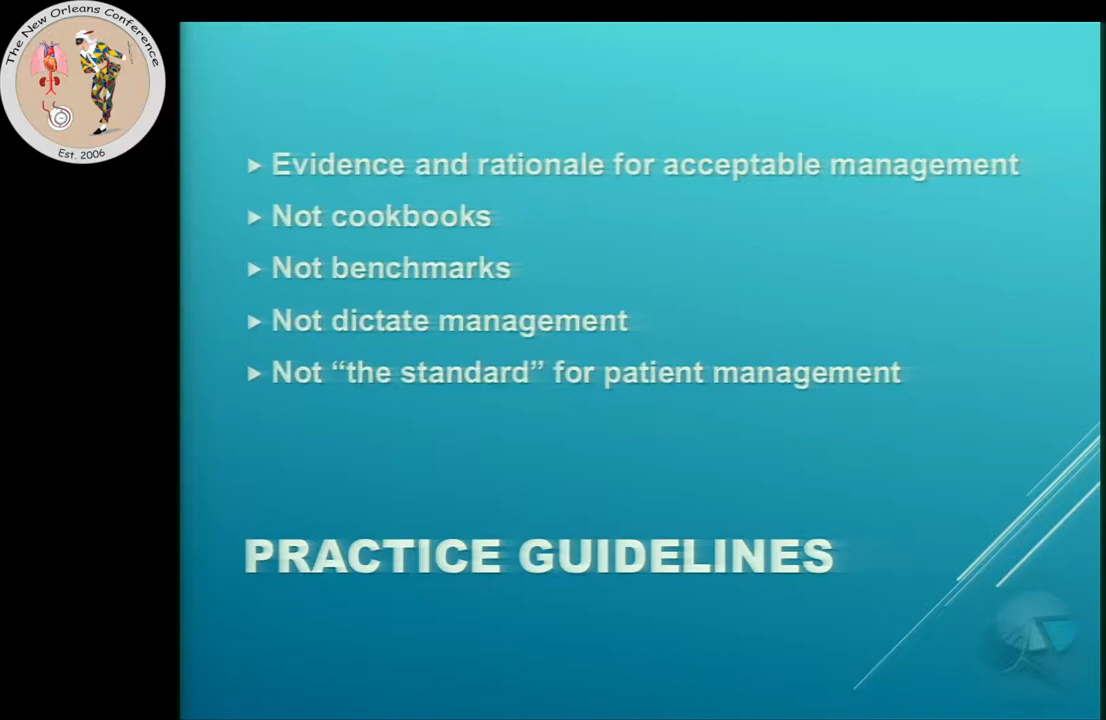 The New Orleans Conference
Est. 2006
Evidence and rationale for acceptable management
Not cookbooks
Not benchmarks
Not dictate management
Not “the standard” for patient management
PRACTICE GUIDELINES